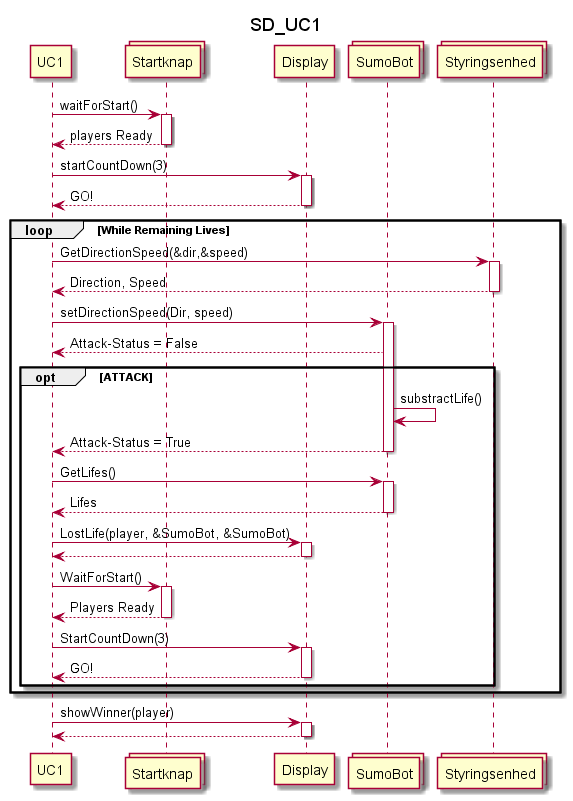 SD_UC1
UC1 Startknap Display SumoBot Styringsenhed
waitForStart()
players Ready
startCountDown(3)
GO!
loop [While Remaining Lives]
GetDirectionSpeed(&dir,&speed)
Direction, Speed
setDirectionSpeed(Dir, speed)
Attack-Status = False
opt [ATTACK]
substractLife()
Attack-Status = True
GetLifes()
Lifes
LostLife(player, &SumoBot, &SumoBot)
WaitForStart()
Players Ready
StartCountDown(3)
GO!
showWinner(player)
UC1 Startknap Display SumoBot Styringsenhed